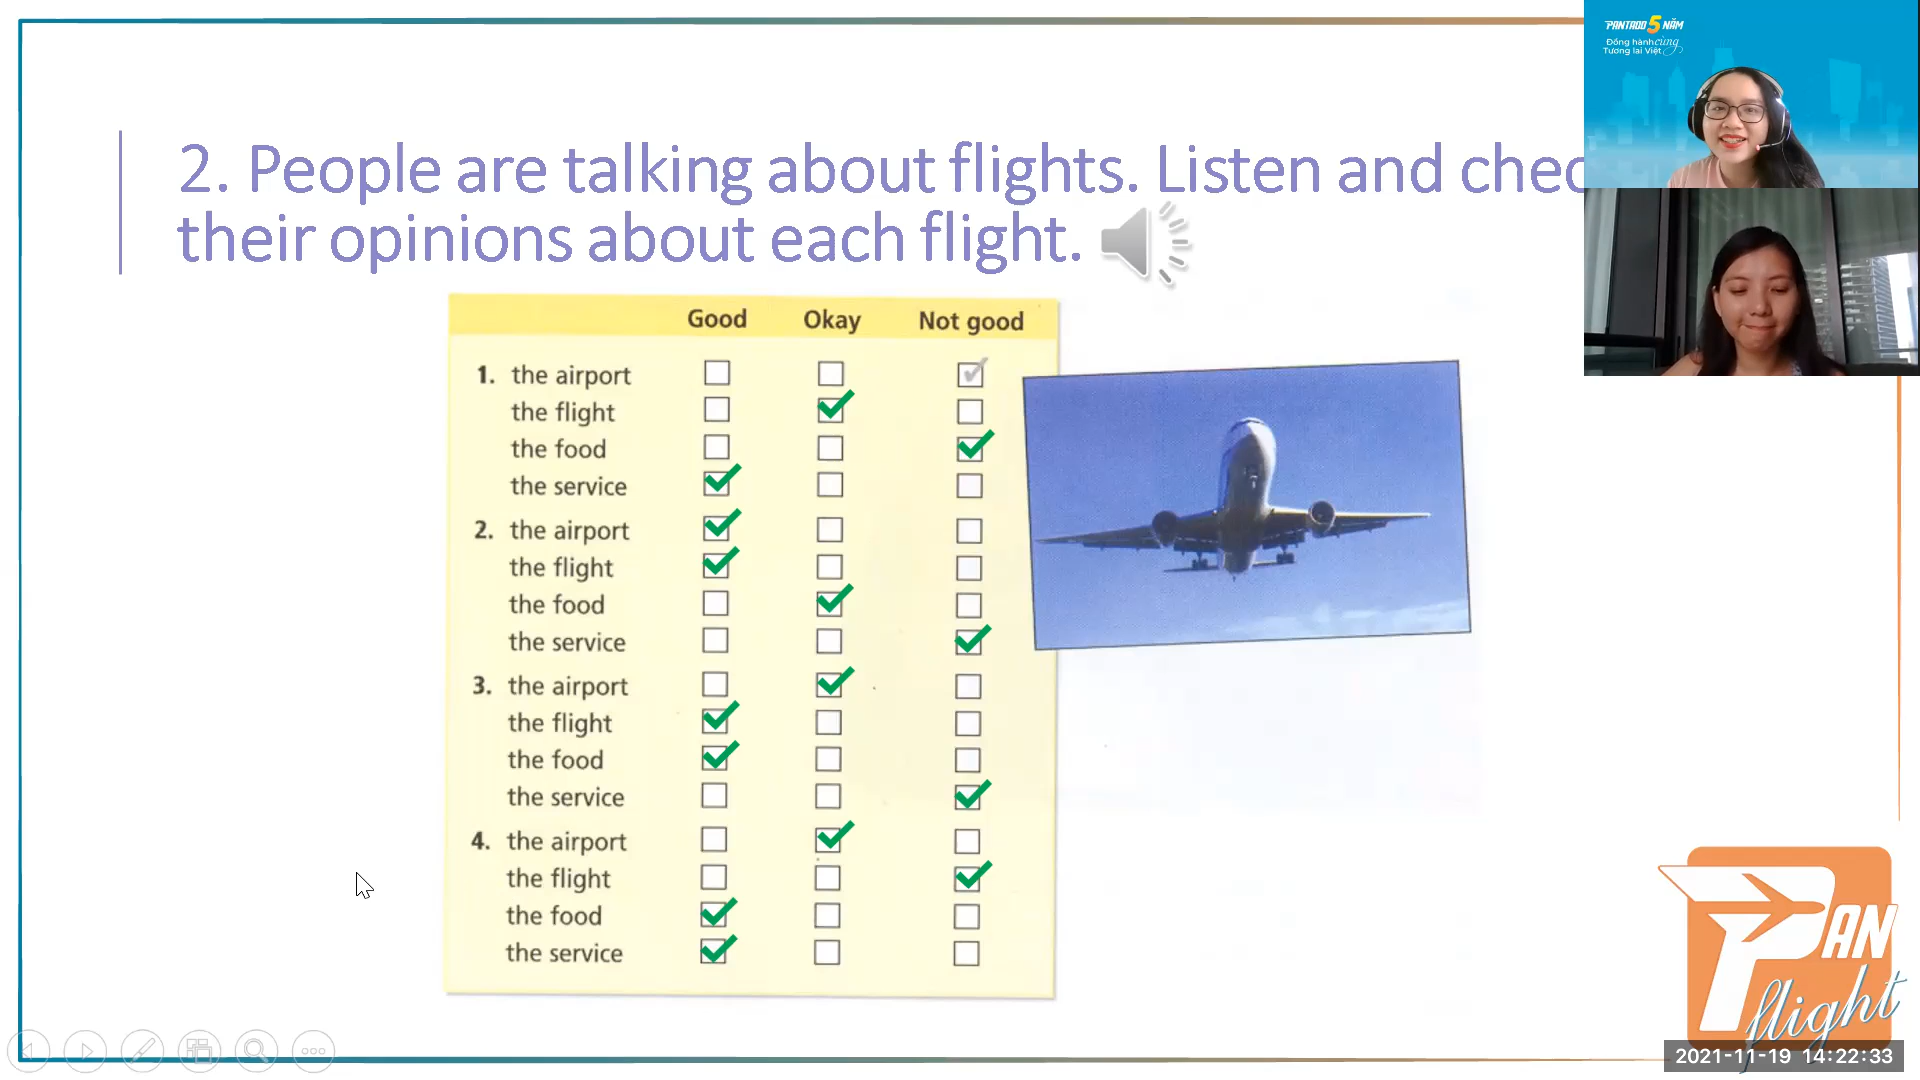 2. People are talking about flights. Listen and chec
their opinions about each flight.
Good Okay Not good
1. the airport
the flight
the food
the service
2. the airport
the flight
the food
the service
3. the airport
the flight
the food
the service
4. the airport
the flight
the food
the service
PANTADO 5 NĂM
Đồng hành cùng
Tương lai Việt
PAN
flight
2021-11-19 14:22:33